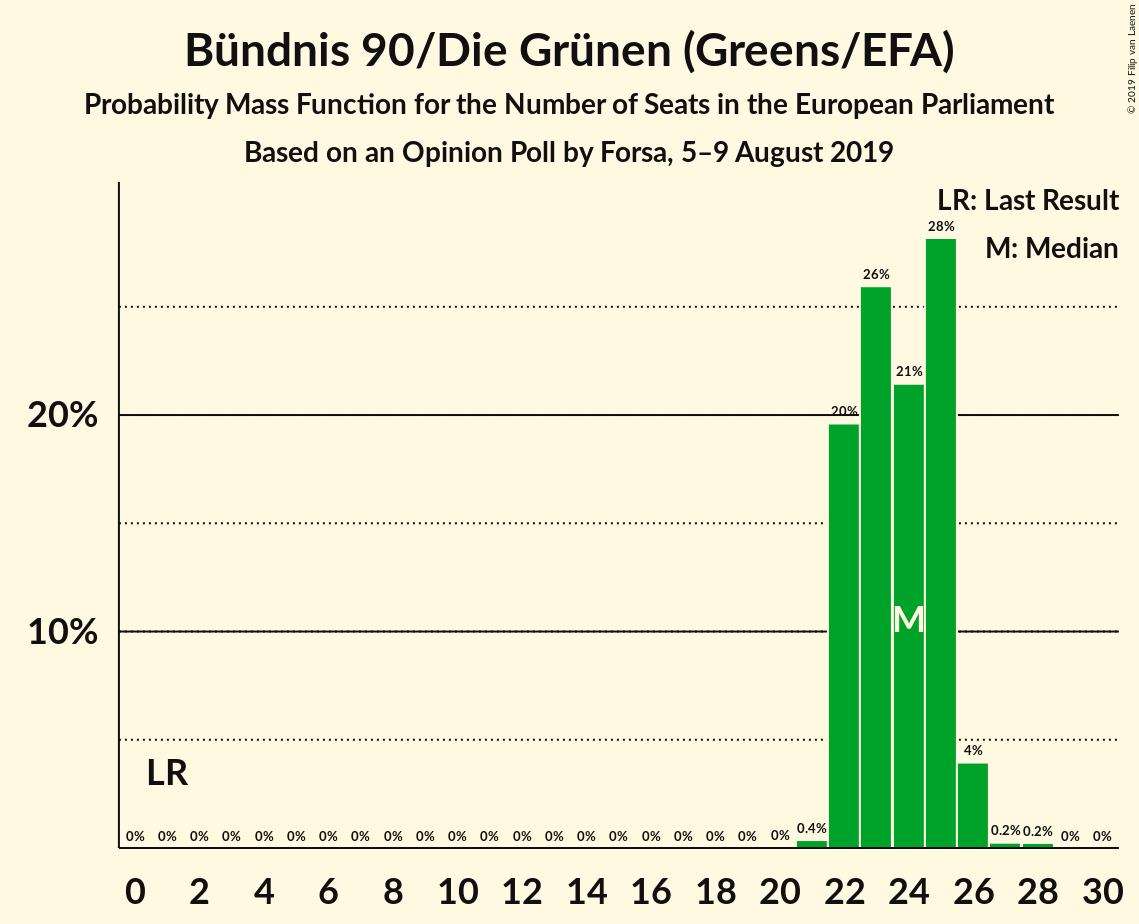 Bündnis 90/Die Grünen (Greens/EFA)
Probability Mass Function for the Number of Seats in the European Parliament
Based on an Opinion Poll by Forsa, 5–9 August 2019
© 2019 Filip van Laenen
LR: Last Result
M: Median
28%
26%
21%
20%
20%
M
10%
4%
LR
0% 0% 0% 0% 0% 0% 0% 0% 0% 0% 0% 0% 0% 0% 0% 0% 0% 0% 0% 0% 0% 0.4% 0.2% 0.2% 0% 0%
0 2 4 6 8 10 12 14 16 18 20 22 24 26 28 30